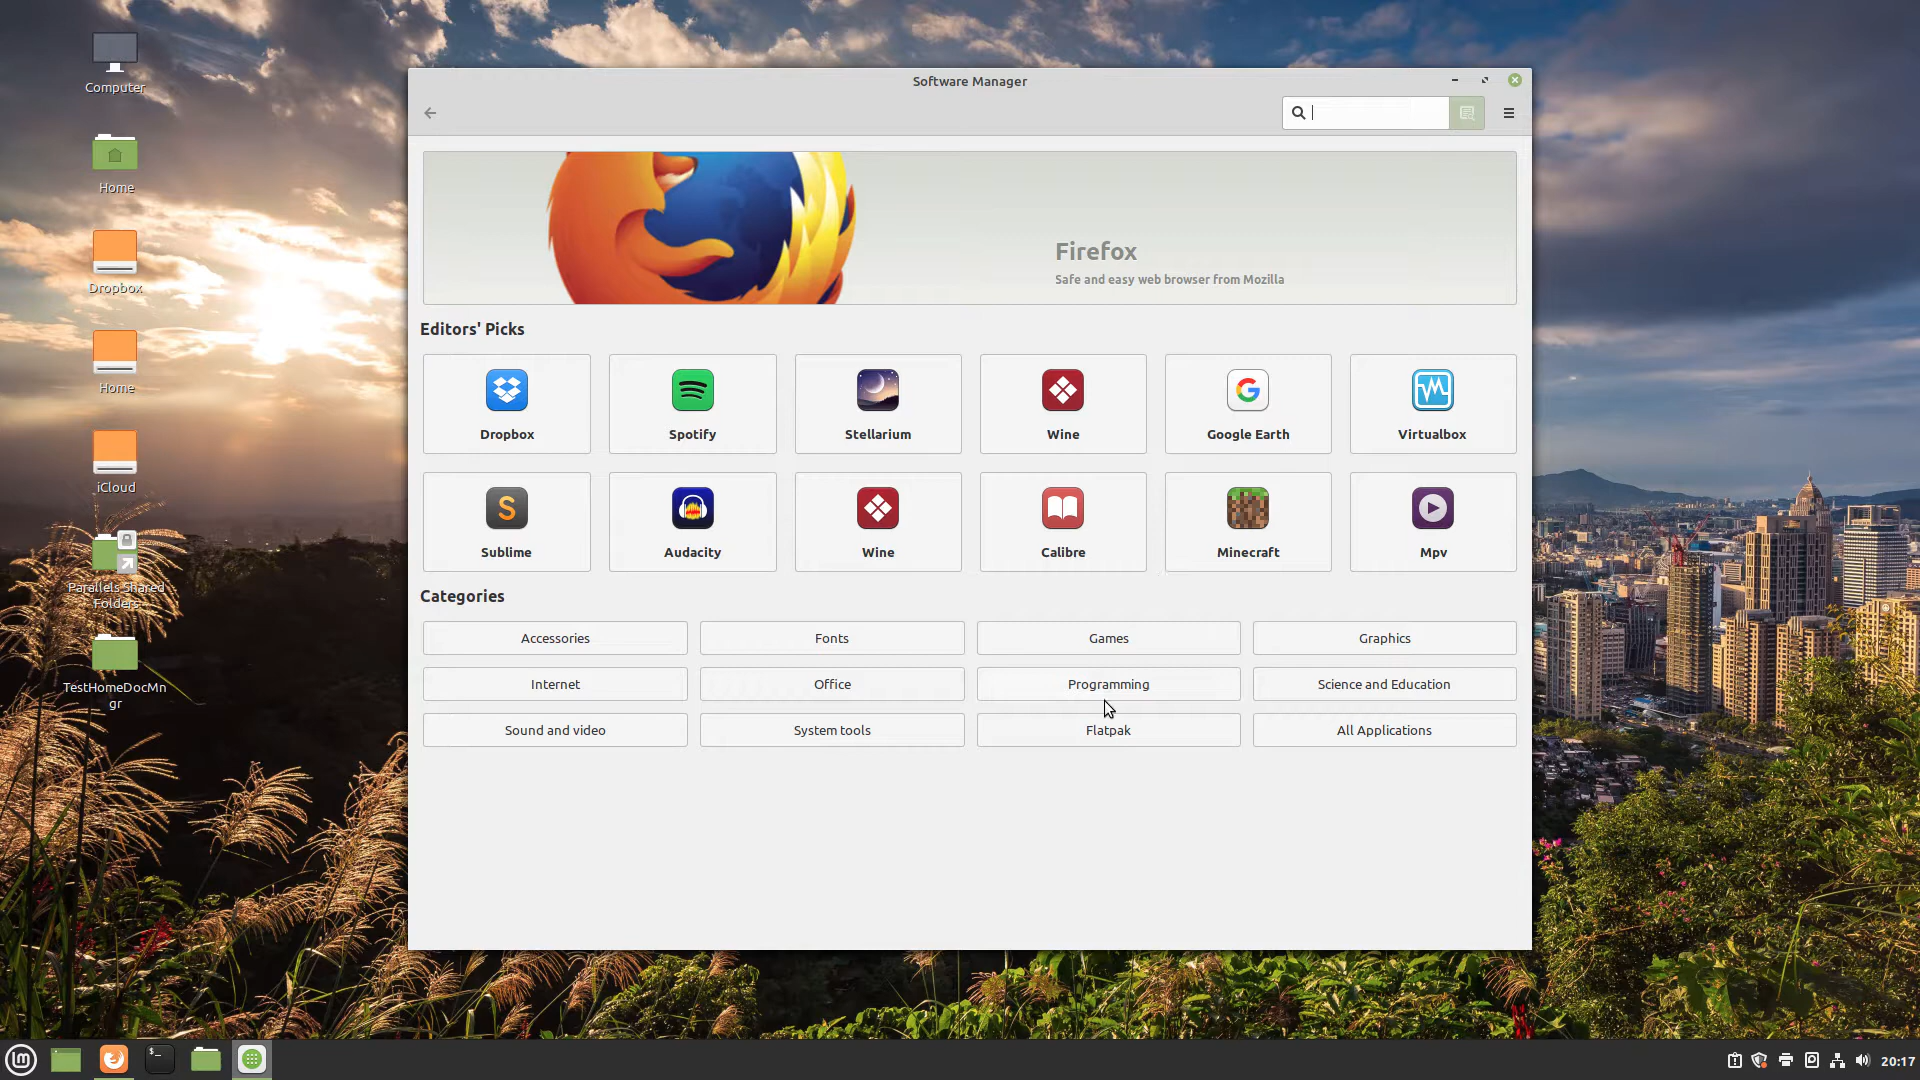 Computer
Home
Dropbox
Home
iCloud
Parallels Shared
Folders
TestHomeDocMn
gr
Software Manager
Firefox
Safe and easy web browser from Mozilla
Editors' Picks
Dropbox
Spotify
Stellarium
Wine
Google Earth
Virtualbox
Sublime
Audacity
Wine
Calibre
Minecraft
Mpv
Categories
Accessories
Fonts
Games
Graphics
Internet
Office
Programming
Science and Education
Sound and video
System tools
Flatpak
All Applications
20:17